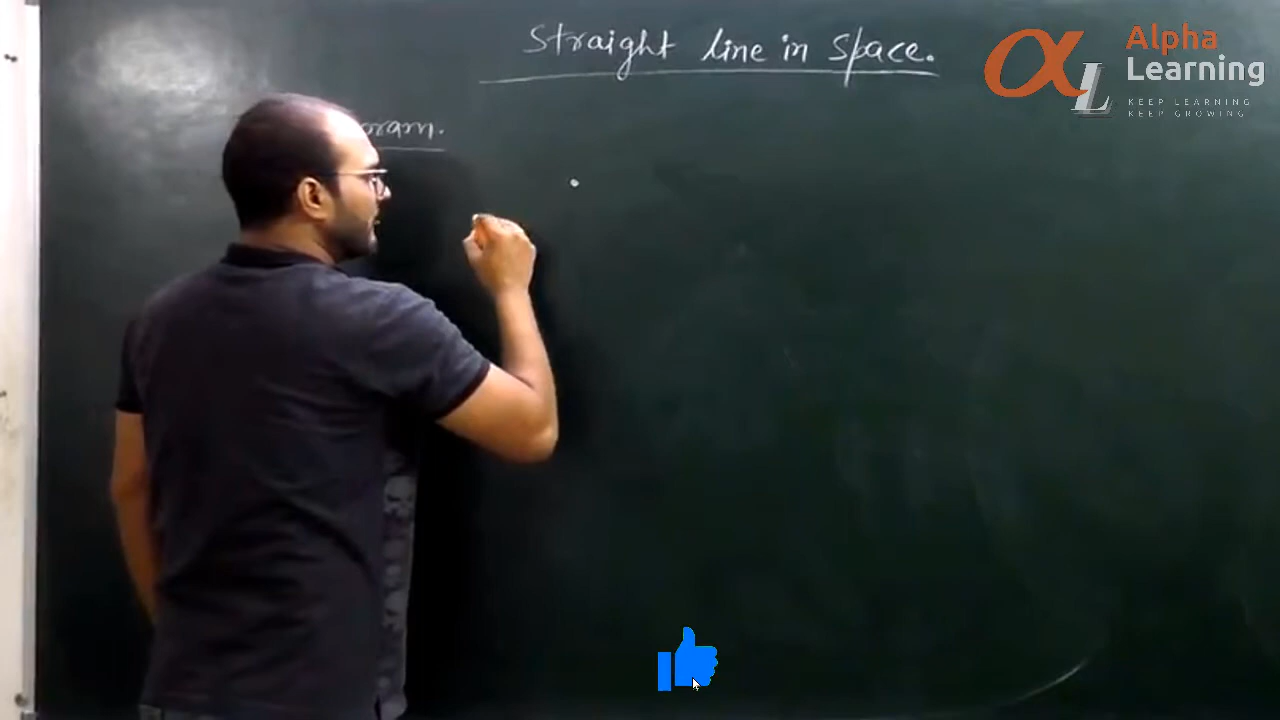 Straight line in space.
Alpha
Learning
KEEP LEARNING
KEEP GROWING